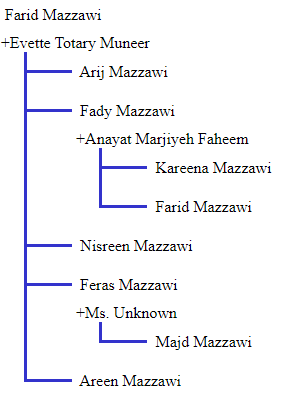 Farid Mazzawi
+Evette Totary Muneer
Arij Mazzawi
Fady Mazzawi
+Anayat Marjiyeh Faheem
Kareena Mazzawi
Farid Mazzawi
Nisreen Mazzawi
Feras Mazzawi
+Ms. Unknown
Majd Mazzawi
Areen Mazzawi